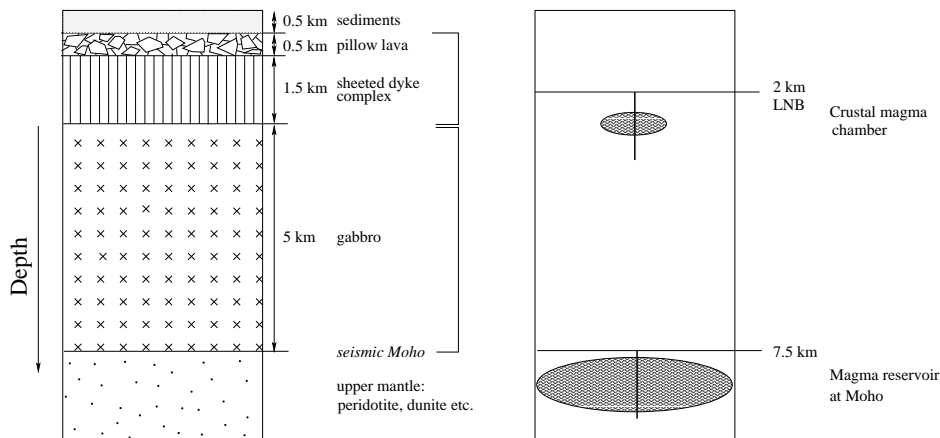 0.5 km sediments
0.5 km pillow lava
1.5 km sheeted dyke
complex
Depth
5 km gabbro
seismic Moho
upper mantle:
peridotite, dunite etc.
2 km
LNB
Crustal magma
chamber
7.5 km
Magma reservoir
at Moho